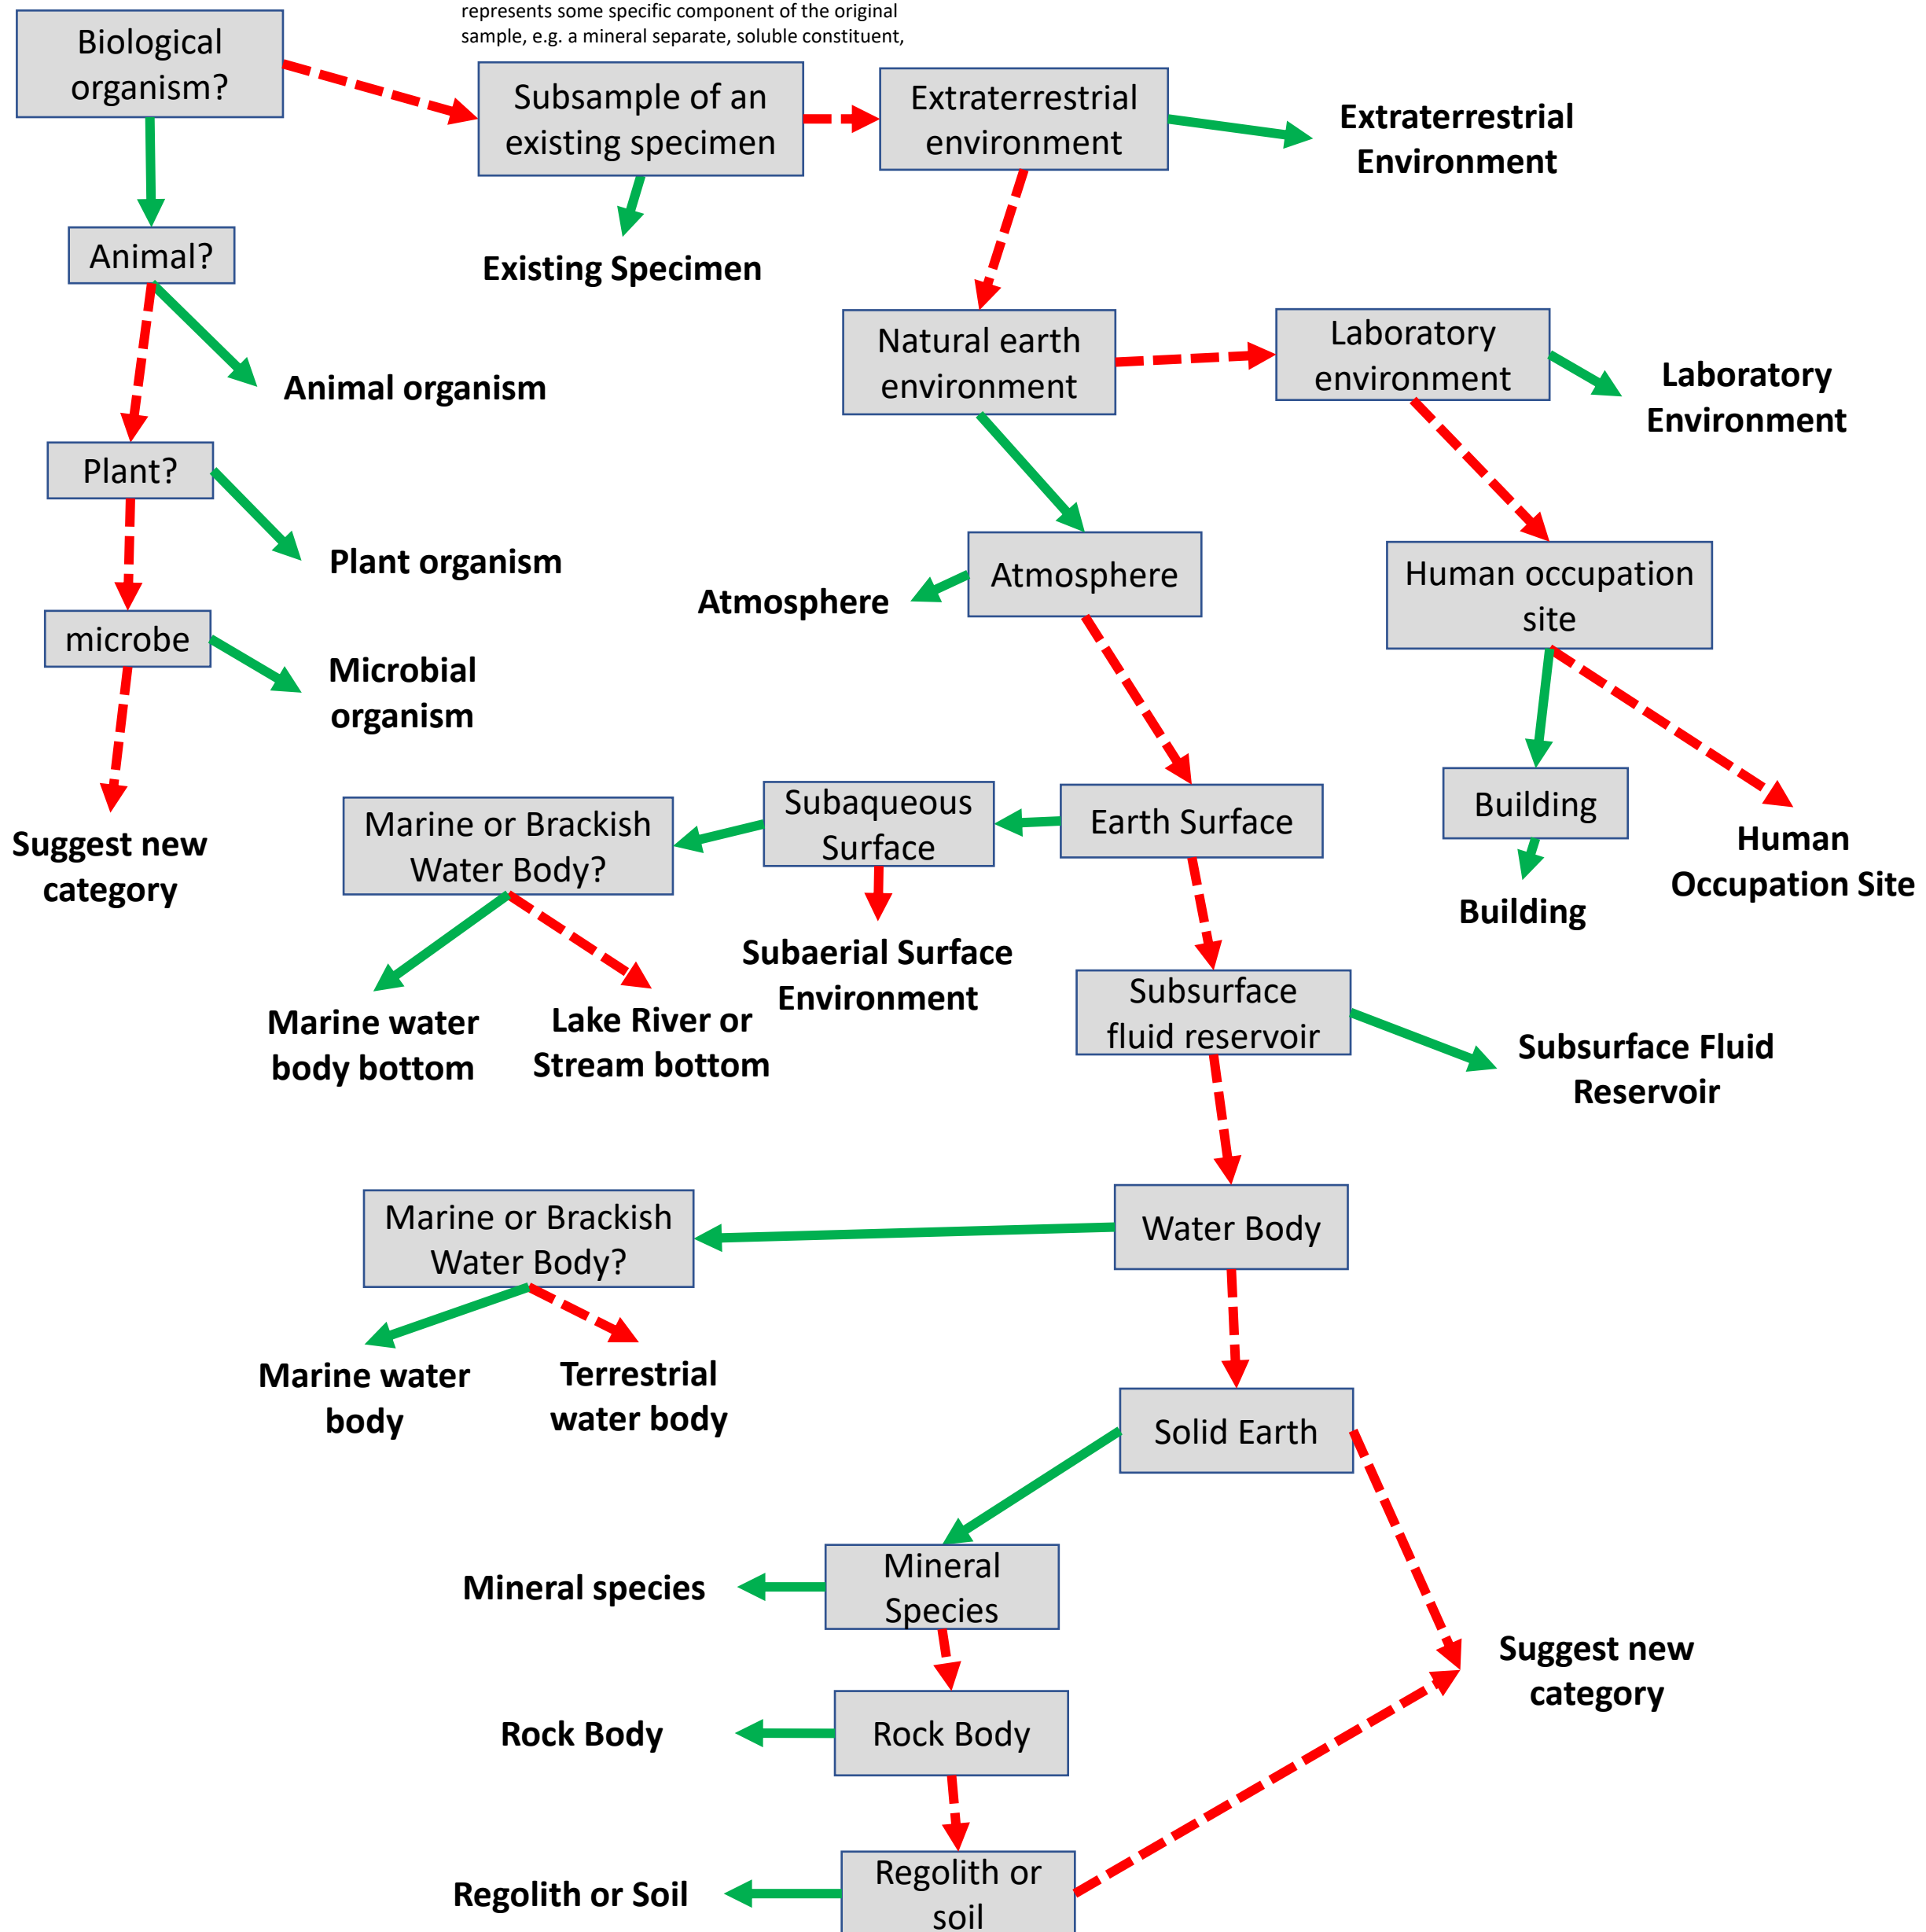 represents some specific component of the original
sample, e.g. a mineral separate, soluble constituent,
Biological
organism?
Subsample of an
existing specimen
Extraterrestrial
environment
Extraterrestrial
Environment
Animal?
Existing Specimen
Animal organism
Natural earth
environment
Laboratory
environment
Laboratory
Environment
Plant?
Plant organism
Atmosphere
Atmosphere
Human occupation
site
microbe
Microbial
organism
Suggest new
category
Marine or Brackish
Water Body?
Subaqueous
Surface
Earth Surface
Building
Building
Human
Occupation Site
Marine water
body bottom
Lake River or
Stream bottom
Subaerial Surface
Environment
Subsurface
fluid reservoir
Subsurface Fluid
Reservoir
Marine or Brackish
Water Body?
Water Body
Marine water
body
Terrestrial
water body
Solid Earth
Mineral species
Mineral
Species
Suggest new
category
Rock Body
Rock Body
Regolith or Soil
Regolith or
soil